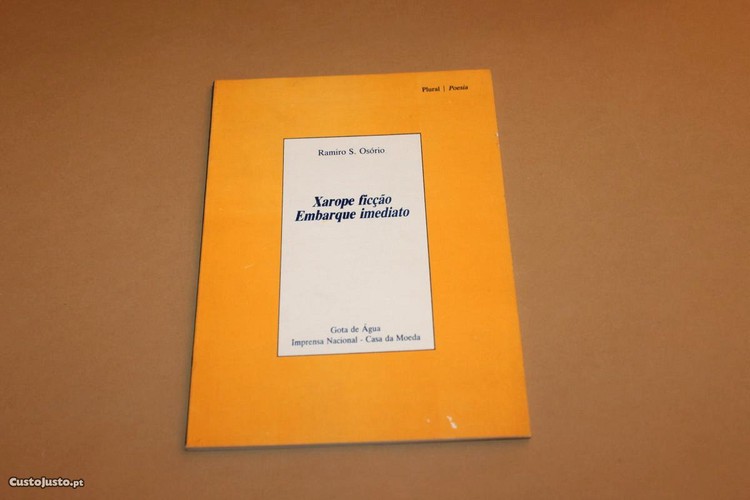 Plural | Poesia
Ramiro S. Osório
Xarope ficção
Embarque imediato
Gota de Água
Imprensa Nacional - Casa da Moeda
CustoJusto.pt